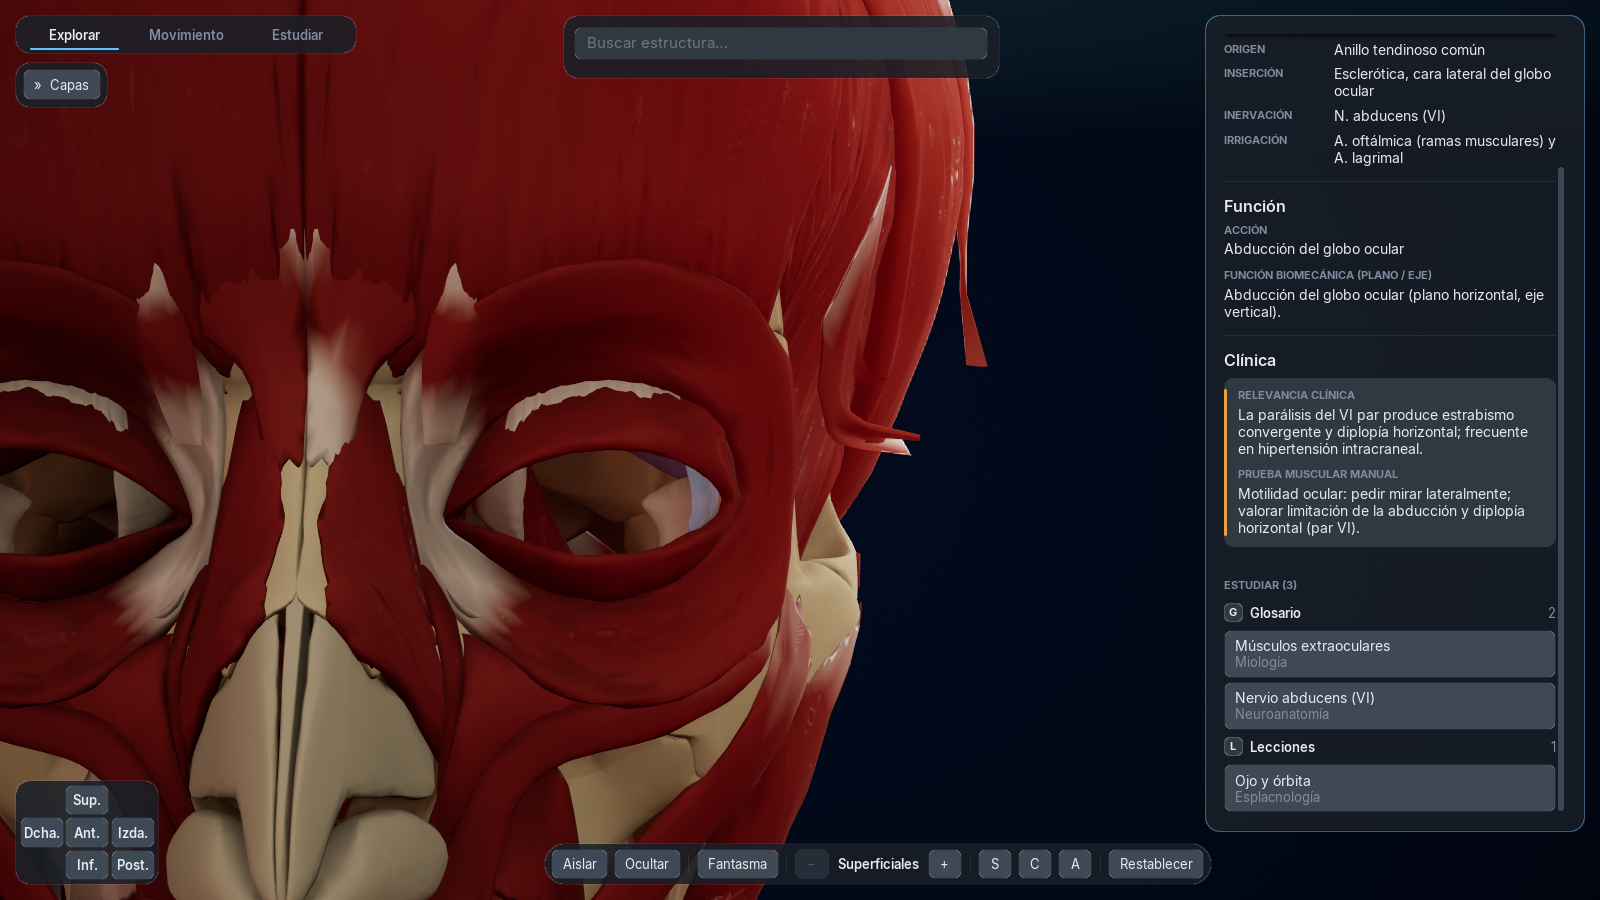 Explorar
Movimiento
Estudiar
» Capas
Buscar estructura...
ORIGEN
Anillo tendinoso común
INSERCIÓN
Esclerótica, cara lateral del globo
ocular
INERVACIÓN
N. abducens (VI)
IRRIGACIÓN
A. oftálmica (ramas musculares) y
A. lagrimal
Función
ACCIÓN
Abducción del globo ocular
FUNCIÓN BIOMECÁNICA (PLANO / EJE)
Abducción del globo ocular (plano horizontal, eje
vertical).
Clínica
RELEVANCIA CLÍNICA
La parálisis del VI par produce estrabismo
convergente y diplopía horizontal; frecuente
en hipertensión intracraneal.
PRUEBA MUSCULAR MANUAL
Motilidad ocular: pedir mirar lateralmente;
valorar limitación de la abducción y diplopía
horizontal (par VI).
ESTUDIAR (3)
G Glosario 2
Músculos extraoculares
Miología
Nervio abducens (VI)
Neuroanatomía
L Lecciones 1
Ojo y órbita
Esplacnología
Sup.
Dcha. Ant. Izda.
Inf. Post.
Aislar Ocultar Fantasma − Superficiales + S C A Restablecer